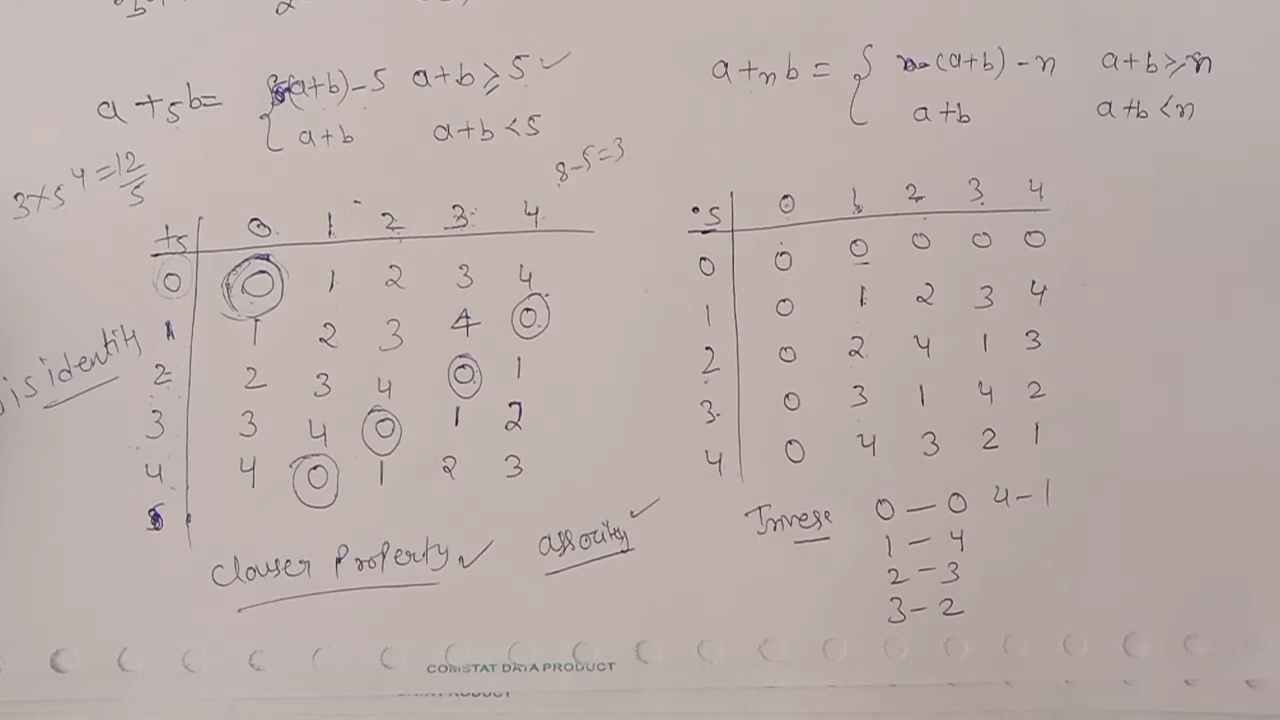 a +₅ b = { (a+b) - 5 a+b ≥ 5 ✓
a+b a+b < 5
a +ₙ b = { (a+b) - n a+b ≥ n
a+b a+b < n
3 ×₅ 4 = 12/5
8-5=3
+₅ 0 1 2 3 4
0 0 1 2 3 4
1 1 2 3 4 0
2 2 3 4 0 1
3 3 4 0 1 2
4 4 0 1 2 3
5
is identity
Clouser Property ✓
associty ✓
·₅ 0 1 2 3 4
0 0 0 0 0 0
1 0 1 2 3 4
2 0 2 4 1 3
3 0 3 1 4 2
4 0 4 3 2 1
Invese 0 - 0 4 - 1
1 - 4
2 - 3
3 - 2
COMSTAT DATA PRODUCT